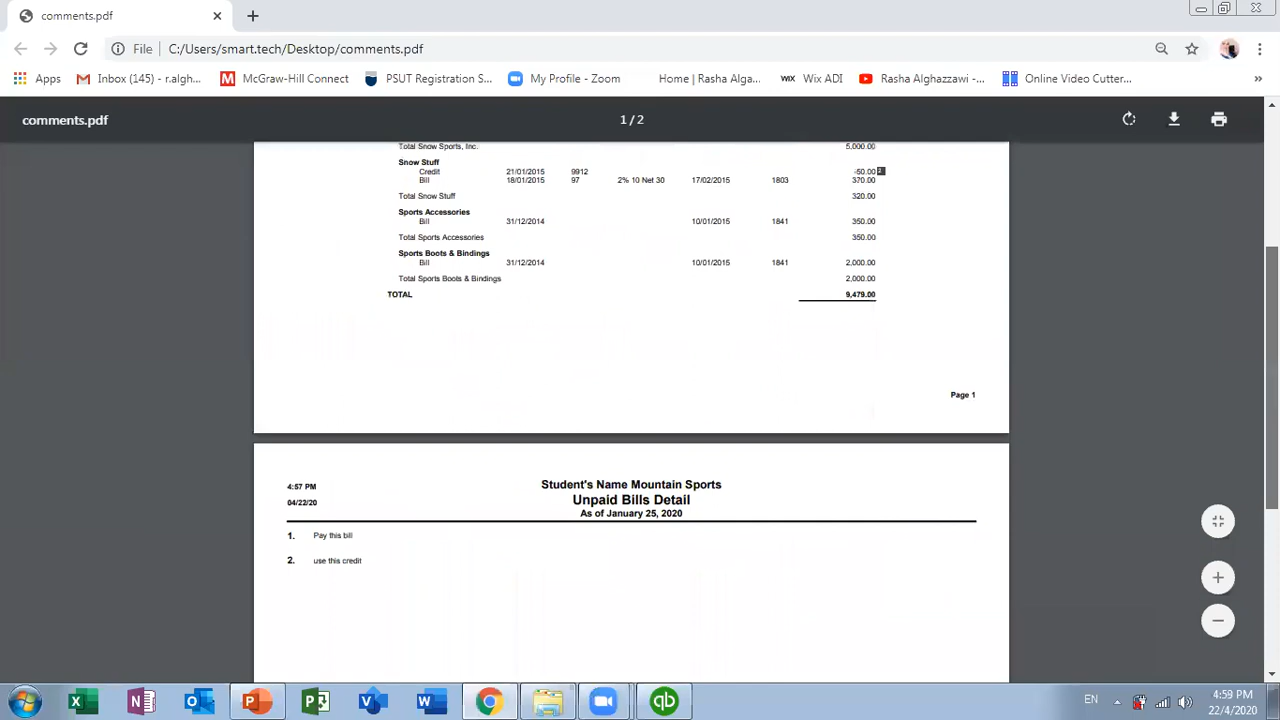 comments.pdf
File C:/Users/smart.tech/Desktop/comments.pdf
Apps Inbox (145) - r.algh... McGraw-Hill Connect PSUT Registration S... My Profile - Zoom Home | Rasha Alga... WIX Wix ADI Rasha Alghazzawi -... Online Video Cutter...
comments.pdf 1 / 2
Total Snow Sports, Inc. 5,000.00
Snow Stuff
Credit 21/01/2015 9912 -50.00 2
Bill 18/01/2015 97 2% 10 Net 30 17/02/2015 1803 370.00
Total Snow Stuff 320.00
Sports Accessories
Bill 31/12/2014 10/01/2015 1841 350.00
Total Sports Accessories 350.00
Sports Boots & Bindings
Bill 31/12/2014 10/01/2015 1841 2,000.00
Total Sports Boots & Bindings 2,000.00
TOTAL 9,479.00
Page 1
4:57 PM Student's Name Mountain Sports
Unpaid Bills Detail
04/22/20
As of January 25, 2020
1. Pay this bill
2. use this credit
EN 4:59 PM
22/4/2020